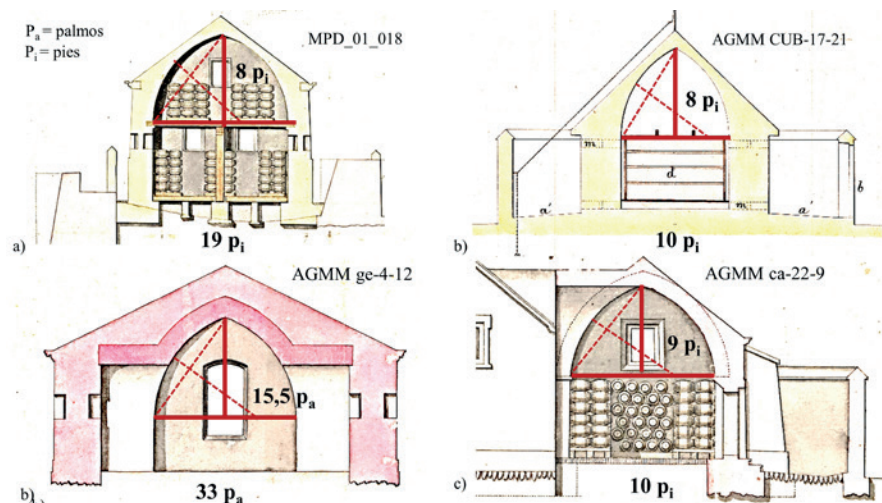 Pₐ = palmos
Pᵢ = pies
MPD_01_018
8 pᵢ
a)
19 pᵢ
AGMM CUB-17-21
8 pᵢ
m
d
m
a'
a
b
b)
10 pᵢ
AGMM ge-4-12
15,5 pₐ
b)
33 pₐ
AGMM ca-22-9
9 pᵢ
c)
10 pᵢ